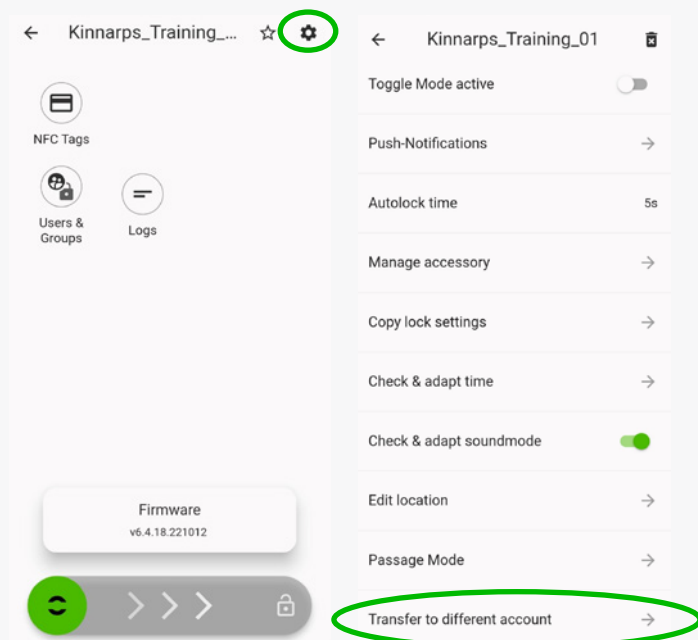 Kinnarps_Training_...
NFC Tags
Users &
Groups
Logs
Firmware
v6.4.18.221012
Kinnarps_Training_01
Toggle Mode active
Push-Notifications
Autolock time 5s
Manage accessory
Copy lock settings
Check & adapt time
Check & adapt soundmode
Edit location
Passage Mode
Transfer to different account